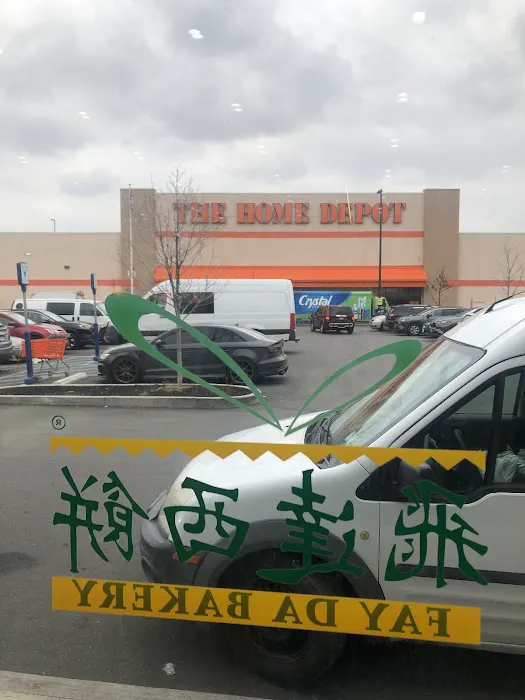 THE HOME DEPOT
Crystal
®
飛達西餅
FAY DA BAKERY